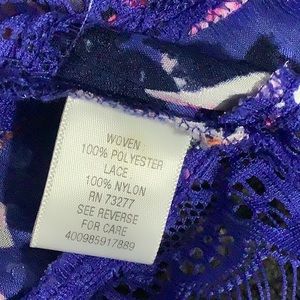 WOVEN :
100% POLYESTER
LACE :
100% NYLON
RN 73277
SEE REVERSE
FOR CARE
400985917889